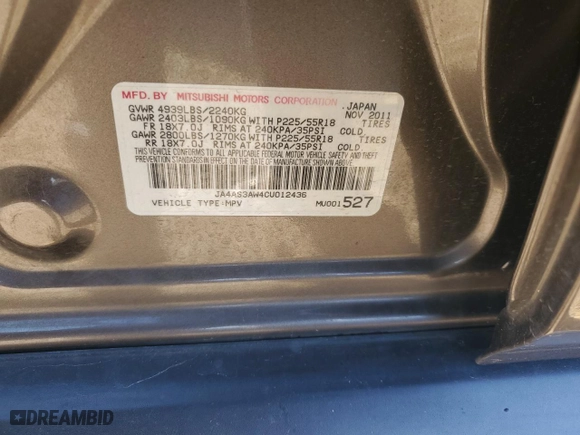 MFD. BY MITSUBISHI MOTORS CORPORATION, JAPAN
GVWR 4939LBS/2240KG NOV 2011
GAWR 2403LBS/1090KG WITH P225/55R18 TIRES
FR 18X7.0J RIMS AT 240KPA/35PSI COLD
GAWR 2800LBS/1270KG WITH P225/55R18 TIRES
RR 18X7.0J RIMS AT 240KPA/35PSI COLD
THIS VEHICLE CONFORMS TO ALL APPLICABLE FEDERAL MOTOR VEHICLE SAFETY, BUMPER AND THEFT
PREVENTION STANDARDS IN EFFECT ON THE DATE OF MANUFACTURE SHOWN ABOVE.
JA4AS3AW4CU012436
VEHICLE TYPE:MPV MU001527
DREAMBID